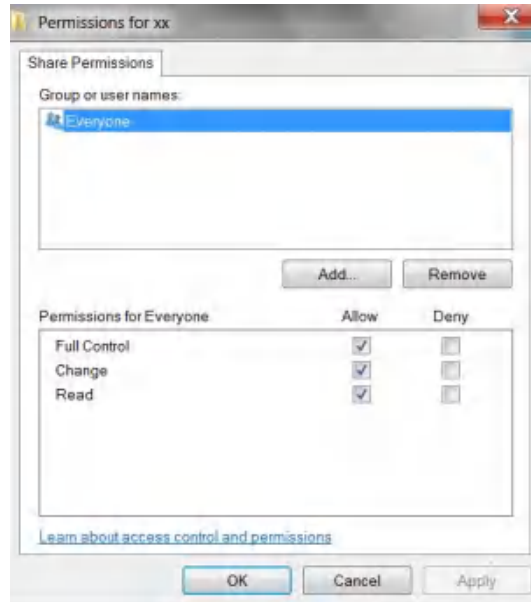 Permissions for xx
Share Permissions
Group or user names:
Everyone
Add...
Remove
Permissions for Everyone Allow Deny
Full Control
Change
Read
Learn about access control and permissions
OK Cancel Apply